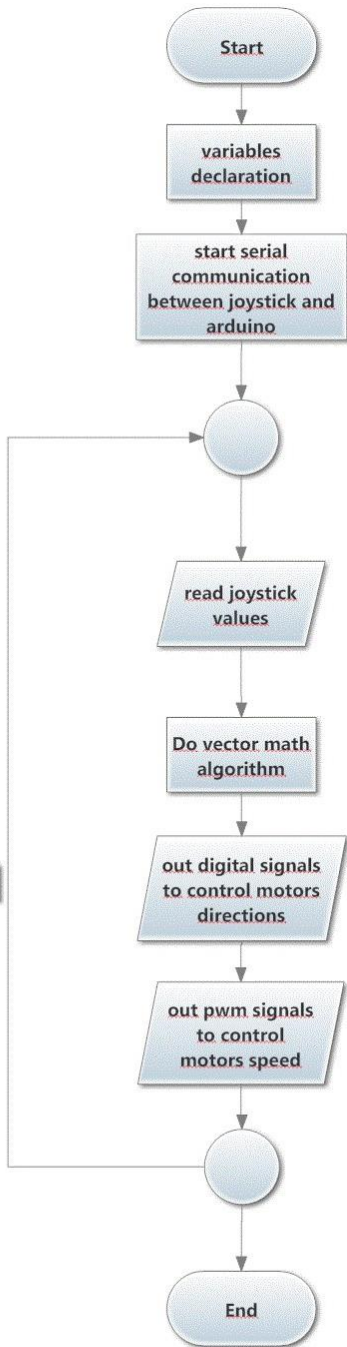 Start
variables
declaration
start serial
communication
between joystick and
arduino
read joystick
values
Do vector math
algorithm
out digital signals
to control motors
directions
out pwm signals
to control
motors speed
End